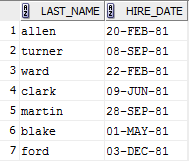 LAST_NAME HIRE_DATE
1 allen 20-FEB-81
2 turner 08-SEP-81
3 ward 22-FEB-81
4 clark 09-JUN-81
5 martin 28-SEP-81
6 blake 01-MAY-81
7 ford 03-DEC-81